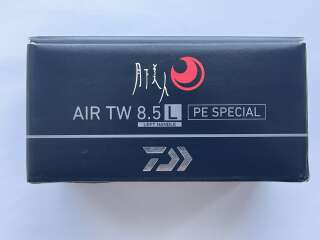 月下美人
AIR TW 8.5 L PE SPECIAL
LEFT HANDLE